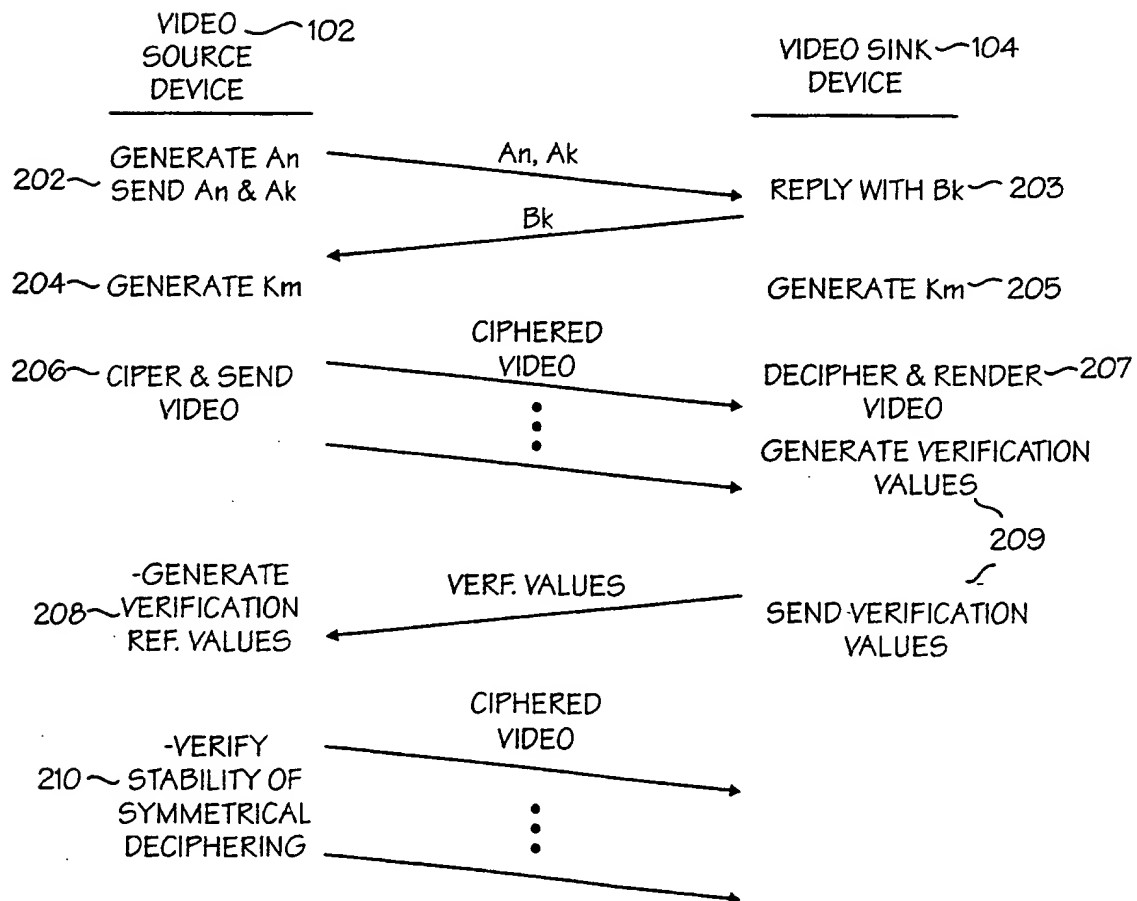 VIDEO
SOURCE
DEVICE
102
VIDEO SINK
DEVICE
104
202
GENERATE An
SEND An & Ak
An, Ak
REPLY WITH Bk
203
Bk
204
GENERATE Km
GENERATE Km
205
206
CIPER & SEND
VIDEO
CIPHERED
VIDEO
DECIPHER & RENDER
VIDEO
207
GENERATE VERIFICATION
VALUES
209
208
-GENERATE
VERIFICATION
REF. VALUES
VERF. VALUES
SEND VERIFICATION
VALUES
CIPHERED
VIDEO
210
-VERIFY
STABILITY OF
SYMMETRICAL
DECIPHERING